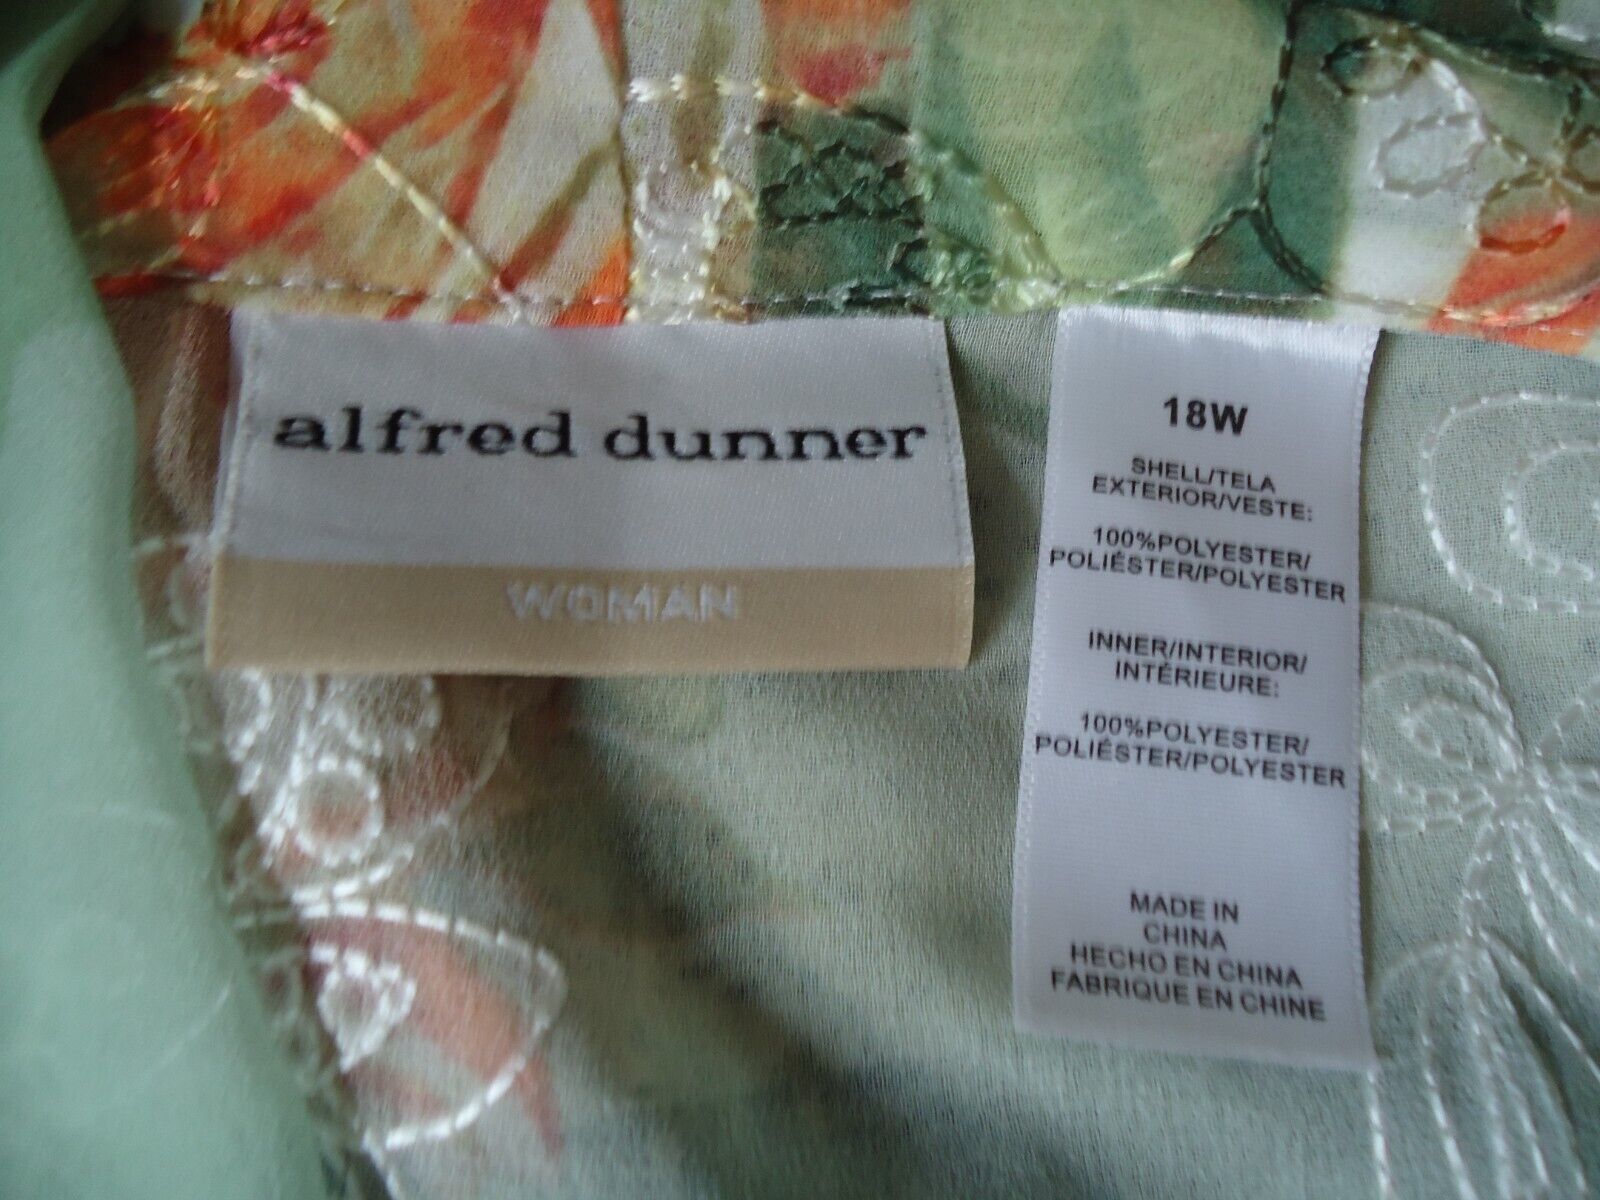 alfred dunner
WOMAN
18W
SHELL/TELA
EXTERIOR/VESTE:
100%POLYESTER/
POLIÉSTER/POLYESTER
INNER/INTERIOR/
INTÉRIEURE:
100%POLYESTER/
POLIÉSTER/POLYESTER
MADE IN
CHINA
HECHO EN CHINA
FABRIQUE EN CHINE